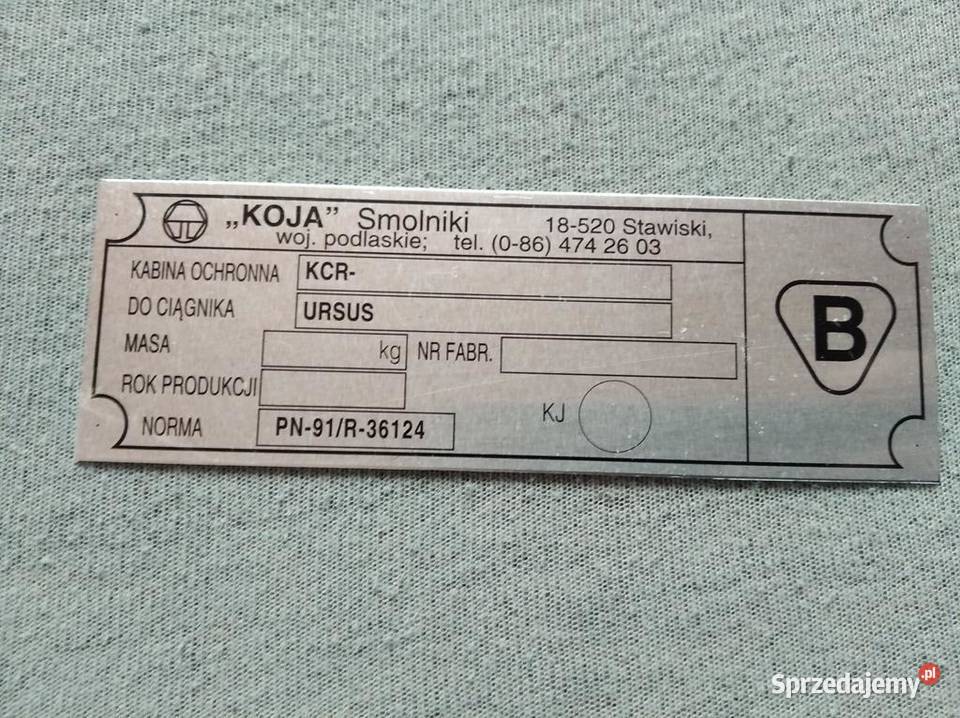 „KOJA” Smolniki 18-520 Stawiski,
woj. podlaskie; tel. (0-86) 474 26 03
KABINA OCHRONNA KCR-
DO CIĄGNIKA URSUS
MASA kg NR FABR.
ROK PRODUKCJI
NORMA PN-91/R-36124
KJ
B
Sprzedajemy.pl